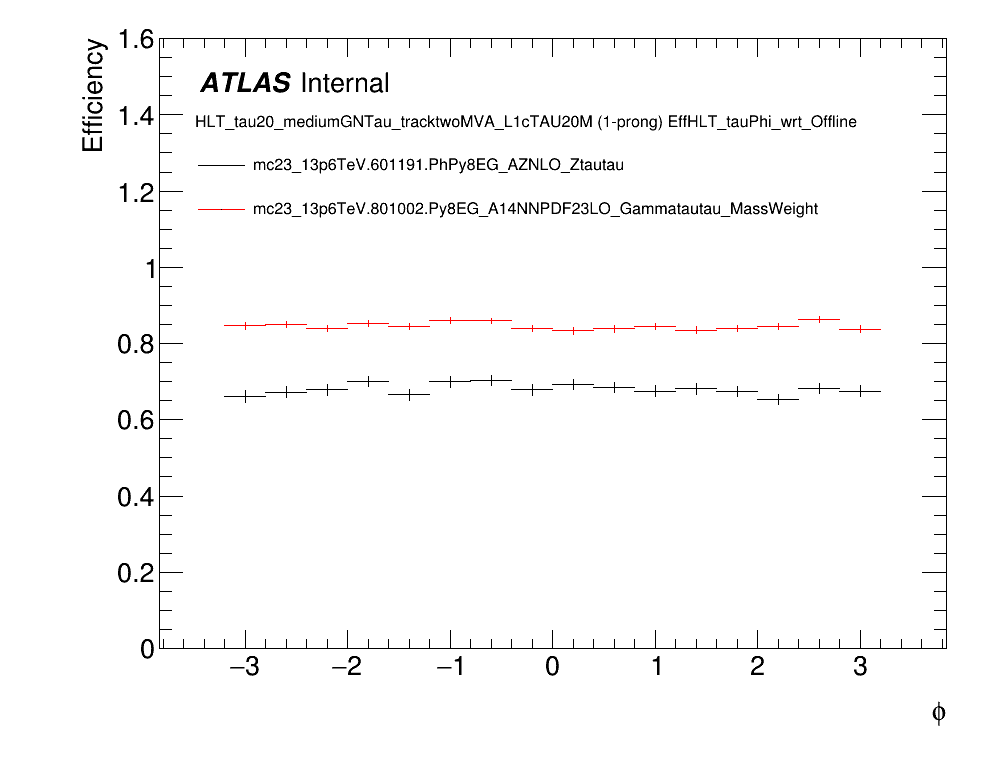 Efficiency
1.6
1.4
1.2
1
0.8
0.6
0.4
0.2
0
ATLAS Internal
HLT_tau20_mediumGNTau_tracktwoMVA_L1cTAU20M (1-prong) EffHLT_tauPhi_wrt_Offline
mc23_13p6TeV.601191.PhPy8EG_AZNLO_Ztautau
mc23_13p6TeV.801002.Py8EG_A14NNPDF23LO_Gammatautau_MassWeight
−3 −2 −1 0 1 2 3
ϕ